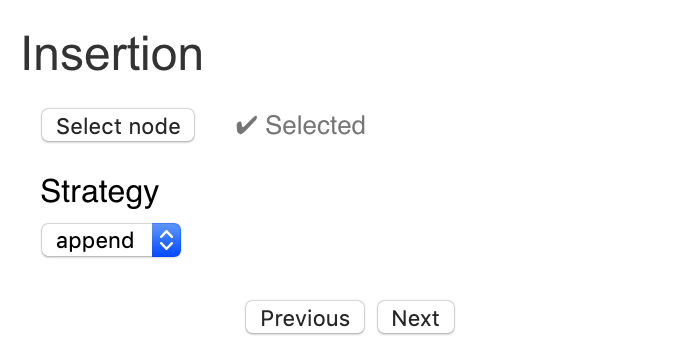 Insertion
Select node ✔ Selected
Strategy
append
Previous Next